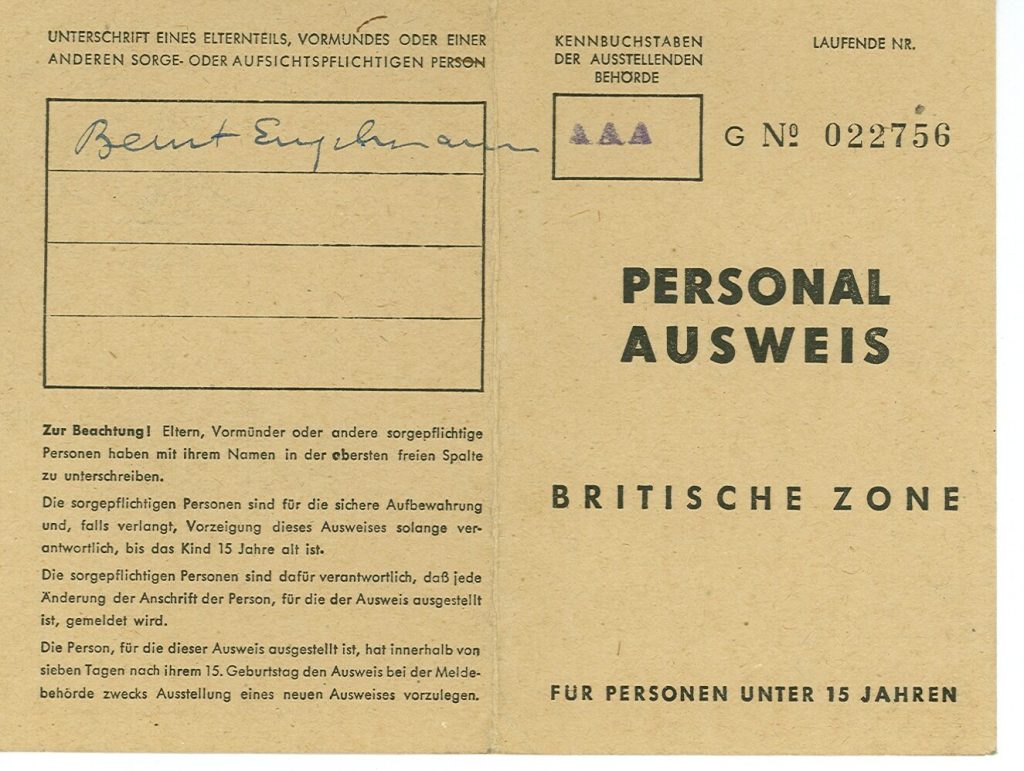 UNTERSCHRIFT EINES ELTERNTEILS, VORMUNDES ODER EINER
ANDEREN SORGE- ODER AUFSICHTSPFLICHTIGEN PERSON
Bernt Engelmann
Zur Beachtung! Eltern, Vormünder oder andere sorgepflichtige
Personen haben mit ihrem Namen in der obersten freien Spalte
zu unterschreiben.
Die sorgepflichtigen Personen sind für die sichere Aufbewahrung
und, falls verlangt, Vorzeigung dieses Ausweises solange ver-
antwortlich, bis das Kind 15 Jahre alt ist.
Die sorgepflichtigen Personen sind dafür verantwortlich, daß jede
Änderung der Anschrift der Person, für die der Ausweis ausgestellt
ist, gemeldet wird.
Die Person, für die dieser Ausweis ausgestellt ist, hat innerhalb von
sieben Tagen nach ihrem 15. Geburtstag den Ausweis bei der Melde-
behörde zwecks Ausstellung eines neuen Ausweises vorzulegen.
KENNBUCHSTABEN
DER AUSSTELLENDEN
BEHÖRDE
LAUFENDE NR.
AAA
G Nº 022756
PERSONAL
AUSWEIS
BRITISCHE ZONE
FÜR PERSONEN UNTER 15 JAHREN